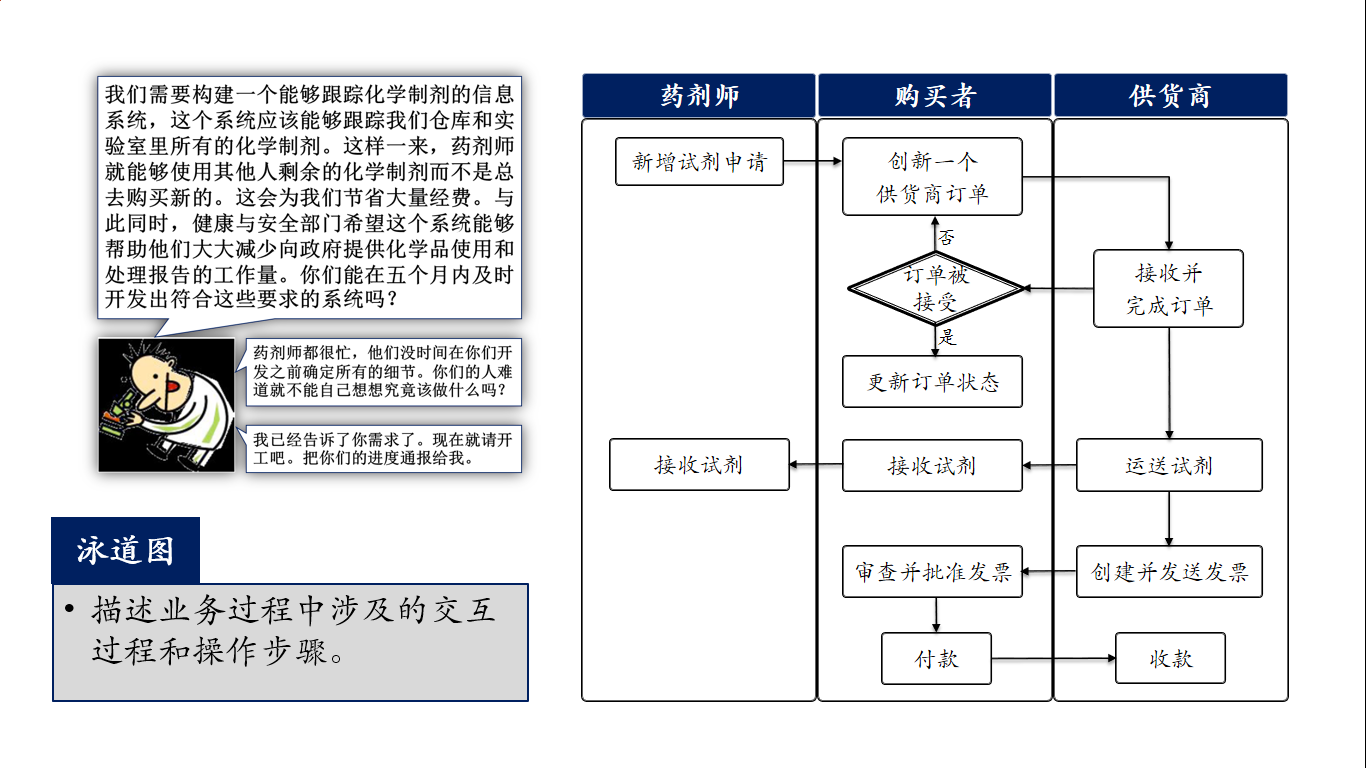 我们需要构建一个能够跟踪化学制剂的信息
系统，这个系统应该能够跟踪我们仓库和实
验室里所有的化学制剂。这样一来，药剂师
就能够使用其他人剩余的化学制剂而不是总
去购买新的。这会为我们节省大量经费。与
此同时，健康与安全部门希望这个系统能够
帮助他们大大减少向政府提供化学品使用和
处理报告的工作量。你们能在五个月内及时
开发出符合这些要求的系统吗？
药剂师都很忙，他们没时间在你们开
发之前确定所有的细节。你们的人难
道就不能自己想想究竟该做什么吗？
我已经告诉了你需求了。现在就请开
工吧。把你们的进度通报给我。
泳道图
• 描述业务过程中涉及的交互
过程和操作步骤。
药剂师
购买者
供货商
新增试剂申请
创新一个
供货商订单
否
订单被
接受
接收并
完成订单
是
更新订单状态
接收试剂
接收试剂
运送试剂
审查并批准发票
创建并发送发票
付款
收款